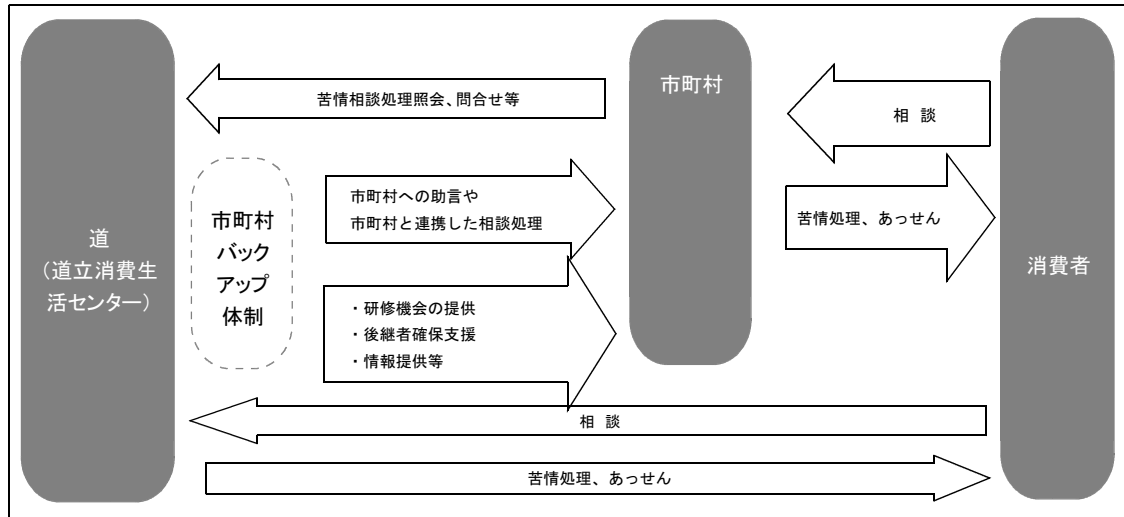 道
（道立消費生
活センター）
苦情相談処理照会、問合せ等
市町村
バック
アップ
体制
市町村への助言や
市町村と連携した相談処理
・研修機会の提供
・後継者確保支援
・情報提供等
市町村
相 談
苦情処理、あっせん
消費者
相 談
苦情処理、あっせん